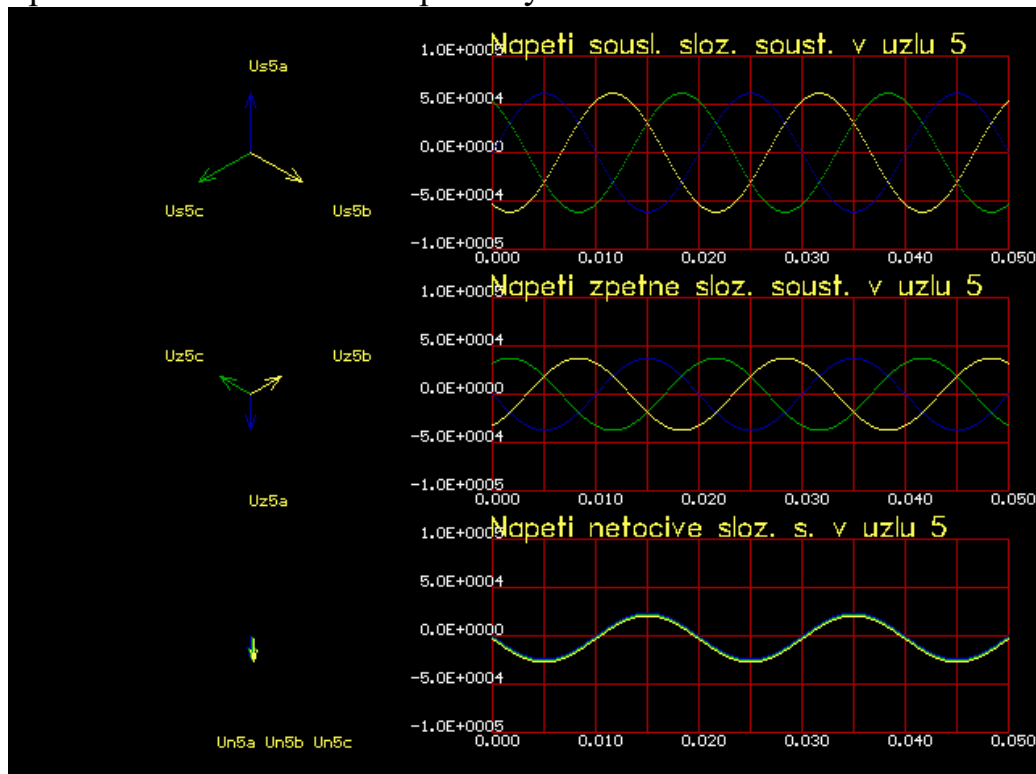 Napeti sousl. sloz. soust. v uzlu 5
1.0E+0005
5.0E+0004
0.0E+0000
-5.0E+0004
-1.0E+0005
0.000 0.010 0.020 0.030 0.040 0.050
Us5a
Us5c Us5b
Napeti zpetne sloz. soust. v uzlu 5
1.0E+0005
5.0E+0004
0.0E+0000
-5.0E+0004
-1.0E+0005
0.000 0.010 0.020 0.030 0.040 0.050
Uz5c Uz5b
Uz5a
Napeti netocive sloz. s. v uzlu 5
1.0E+0005
5.0E+0004
0.0E+0000
-5.0E+0004
-1.0E+0005
0.000 0.010 0.020 0.030 0.040 0.050
Un5a Un5b Un5c